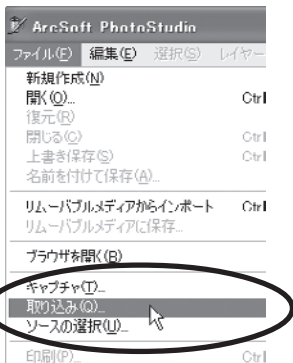 ArcSoft PhotoStudio
ファイル(F) 編集(E) 選択(S) レイヤー
新規作成(N)
開く(O)... Ctrl
復元(R)
閉じる(C) Ctrl
上書き保存(S) Ctrl
名前を付けて保存(A)...
リムーバブルメディアからインポート Ctrl
リムーバブルメディアに保存...
ブラウザを開く(B)
キャプチャ(T)...
取り込み(Q)...
ソースの選択(U)...
印刷(P)... Ctrl